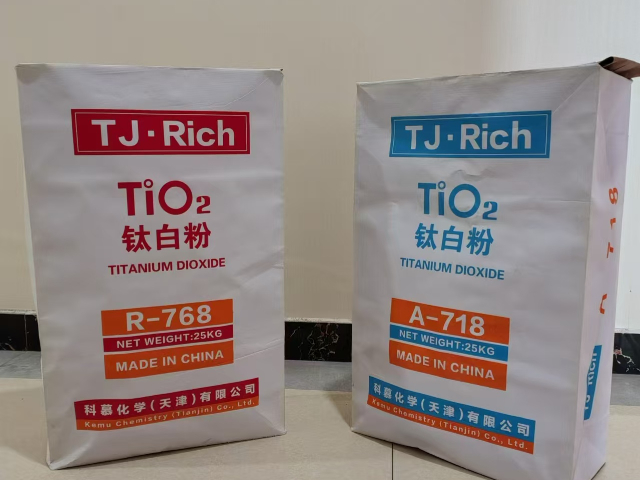 TJ·Rich
TiO2
钛白粉
TITANIUM DIOXIDE
R-768
NET WEIGHT:25KG
MADE IN CHINA
科慕化学(天津)有限公司
Kemu Chemistry (Tianjin) Co., Ltd.
TJ·Rich
TiO2
钛白粉
TITANIUM DIOXIDE
A-718
NET WEIGHT:25KG
MADE IN CHINA
科慕化学(天津)有限公司
Kemu Chemistry (Tianjin) Co., Ltd.
A-718
TJ·Rich